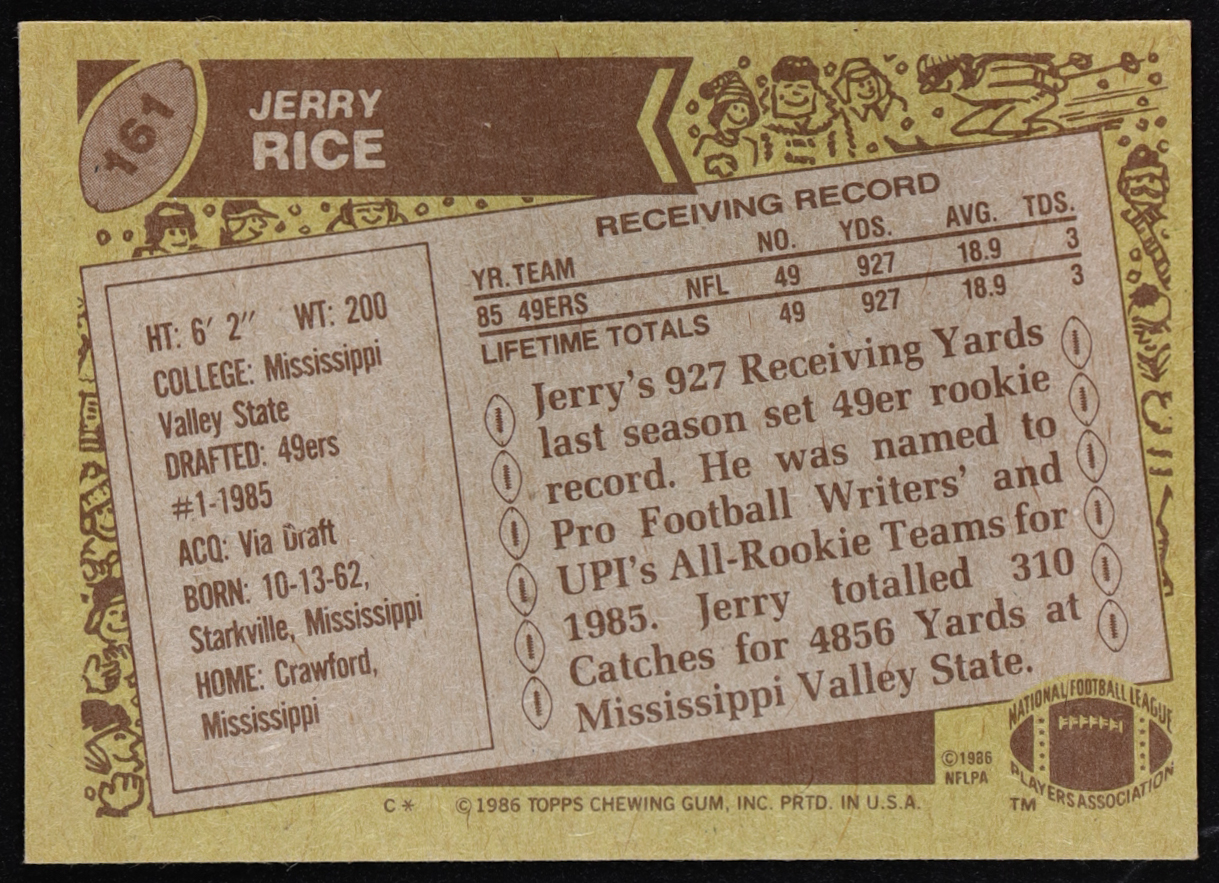 161
JERRY
RICE
RECEIVING RECORD
YR. TEAM NO. YDS. AVG. TDS.
85 49ERS NFL 49 927 18.9 3
LIFETIME TOTALS 49 927 18.9 3
HT: 6′ 2″ WT: 200
COLLEGE: Mississippi
Valley State
DRAFTED: 49ers
#1-1985
ACQ: Via Draft
BORN: 10-13-62,
Starkville, Mississippi
HOME: Crawford,
Mississippi
Jerry's 927 Receiving Yards
last season set 49er rookie
record. He was named to
Pro Football Writers' and
UPI's All-Rookie Teams for
1985. Jerry totalled 310
Catches for 4856 Yards at
Mississippi Valley State.
NATIONAL FOOTBALL LEAGUE
PLAYERS ASSOCIATION
TM
©1986
NFLPA
C* ©1986 TOPPS CHEWING GUM, INC. PRTD. IN U.S.A.